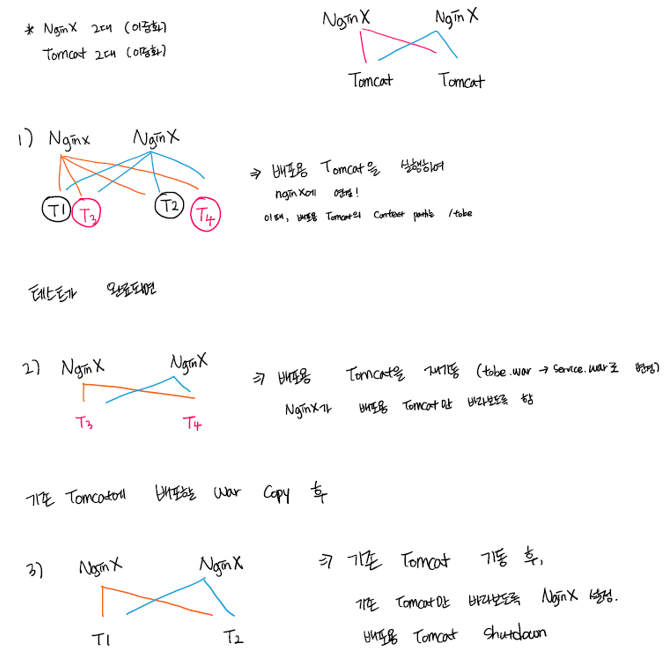 * NginX 2대 (이중화)
Tomcat 2대 (이중화)
NginX NginX
Tomcat Tomcat
1) Nginx NginX
T1 T3 T2 T4
⇒ 배포용 Tomcat을 실행하여
nginx에 연결!
이때, 배포용 Tomcat의 Context path는 /tobe
테스트가 완료되면
2) NginX NginX
T3 T4
⇒ 배포용 Tomcat을 재기동 (tobe.war → service.war로 변경)
NginX가 배포용 Tomcat만 바라보도록 함
기존 Tomcat에 배포할 war Copy 후
3) NginX NginX
T1 T2
⇒ 기존 Tomcat 기동 후,
기존 Tomcat만 바라보도록 NginX 설정.
배포용 Tomcat Shutdown